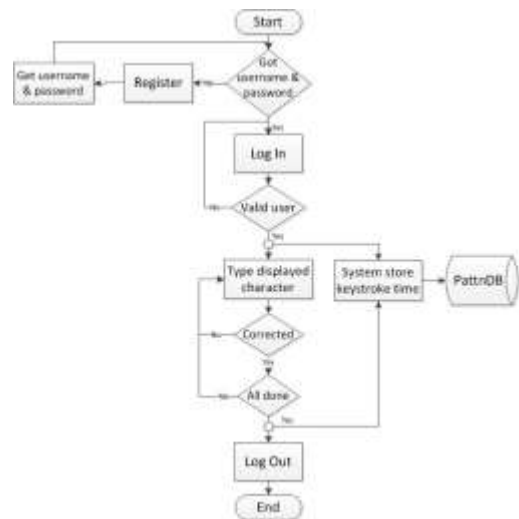 Start
Got
username &
password
No
Register
Get username
& password
Yes
Log In
Valid user
No
Yes
Type displayed
character
System store
keystroke time
PattnDB
Corrected
No
Yes
All done
No
Yes
Log Out
End